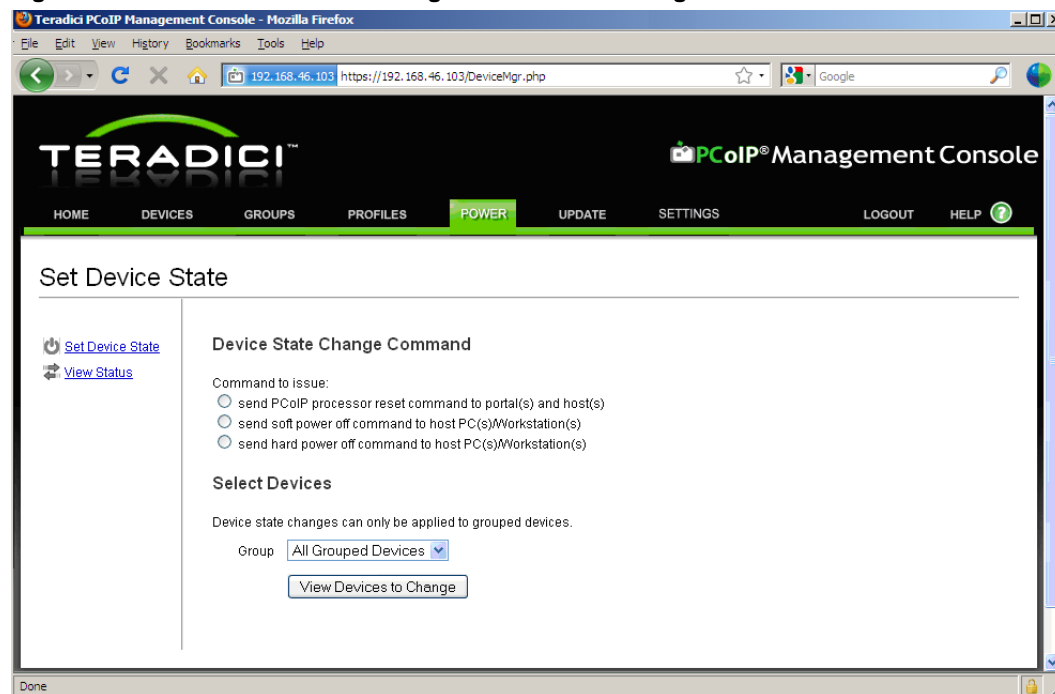 Teradici PCoIP Management Console - Mozilla Firefox
File Edit View History Bookmarks Tools Help
192.168.46.103 https://192.168.46.103/DeviceMgr.php Google
TERADICI™
PCoIP® Management Console
HOME DEVICES GROUPS PROFILES POWER UPDATE SETTINGS LOGOUT HELP ?
Set Device State
Set Device State
View Status
Device State Change Command
Command to issue:
send PCoIP processor reset command to portal(s) and host(s)
send soft power off command to host PC(s)/Workstation(s)
send hard power off command to host PC(s)/Workstation(s)
Select Devices
Device state changes can only be applied to grouped devices.
Group All Grouped Devices
View Devices to Change
Done